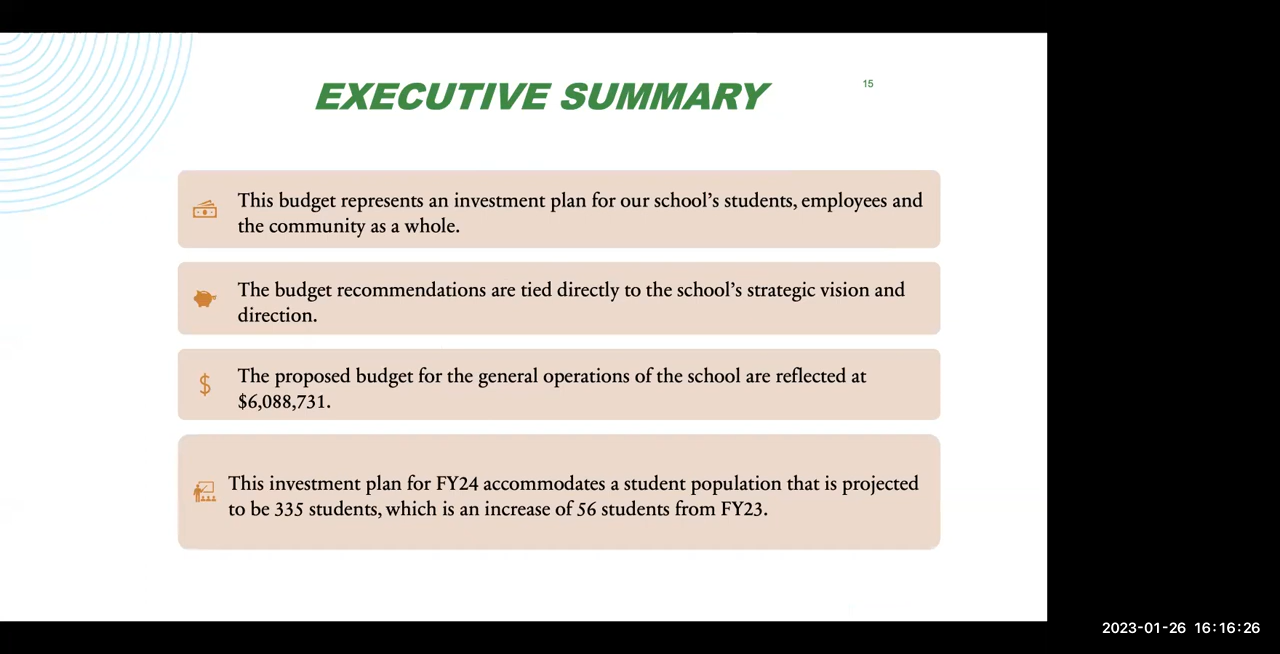 EXECUTIVE SUMMARY
15
This budget represents an investment plan for our school’s students, employees and
the community as a whole.
The budget recommendations are tied directly to the school’s strategic vision and
direction.
The proposed budget for the general operations of the school are reflected at
$6,088,731.
This investment plan for FY24 accommodates a student population that is projected
to be 335 students, which is an increase of 56 students from FY23.
2023-01-26 16:16:26